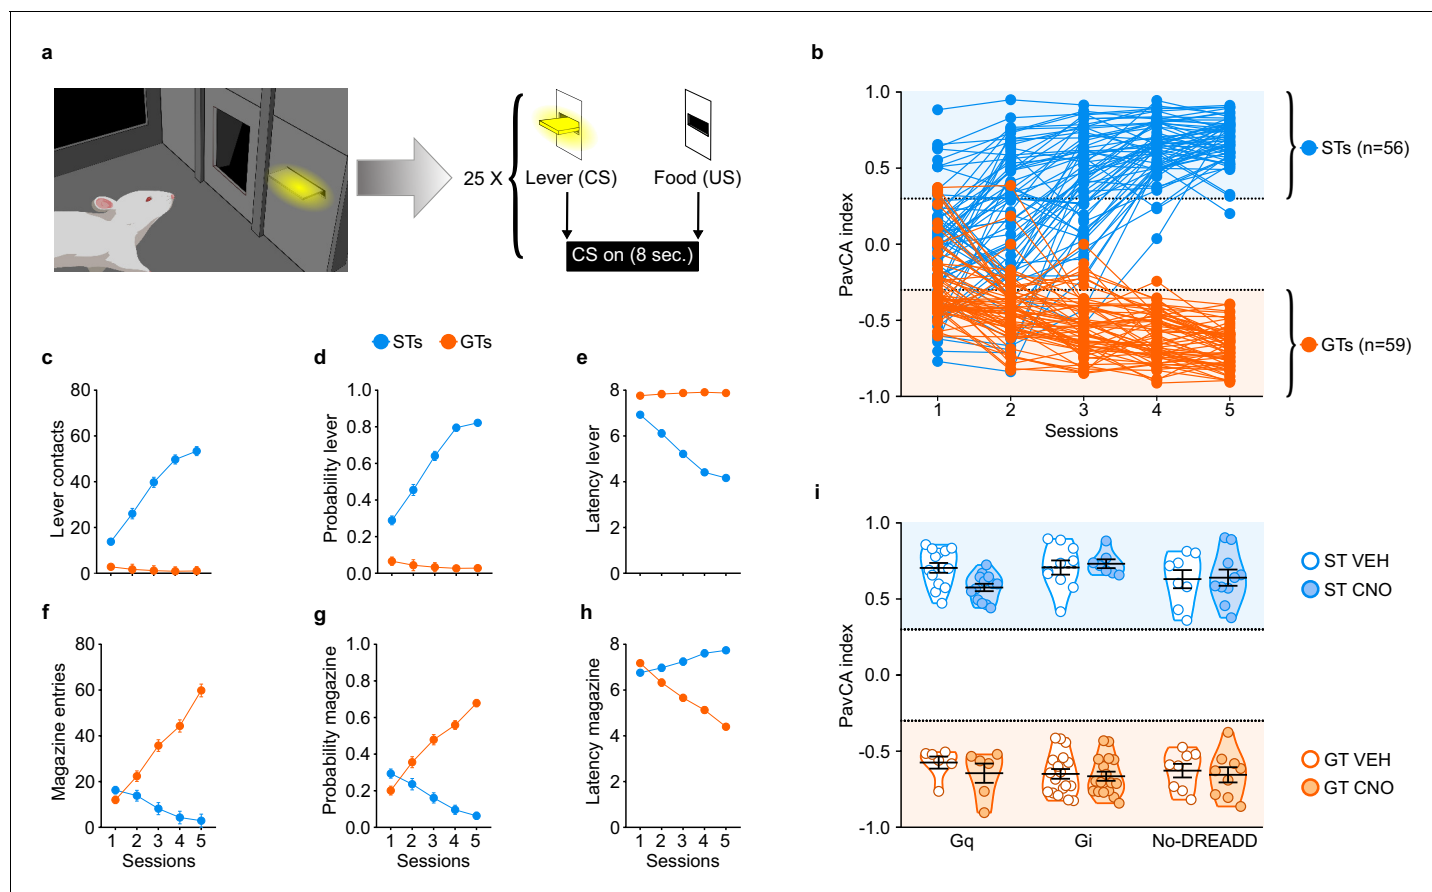 a
25 X
Lever (CS)
Food (US)
CS on (8 sec.)
b
PavCA index
1.0
0.5
0.0
-0.5
-1.0
1 2 3 4 5
Sessions
STs (n=56)
GTs (n=59)
STs GTs
c
Lever contacts
80
60
40
20
0
d
Probability lever
1.0
0.8
0.6
0.4
0.2
0.0
e
Latency lever
8
6
4
2
0
f
Magazine entries
80
60
40
20
0
1 2 3 4 5
Sessions
g
Probability magazine
1.0
0.8
0.6
0.4
0.2
0.0
1 2 3 4 5
Sessions
h
Latency magazine
8
6
4
2
0
1 2 3 4 5
Sessions
i
PavCA index
1.0
0.5
0.0
-0.5
-1.0
Gq Gi No-DREADD
ST VEH
ST CNO
GT VEH
GT CNO